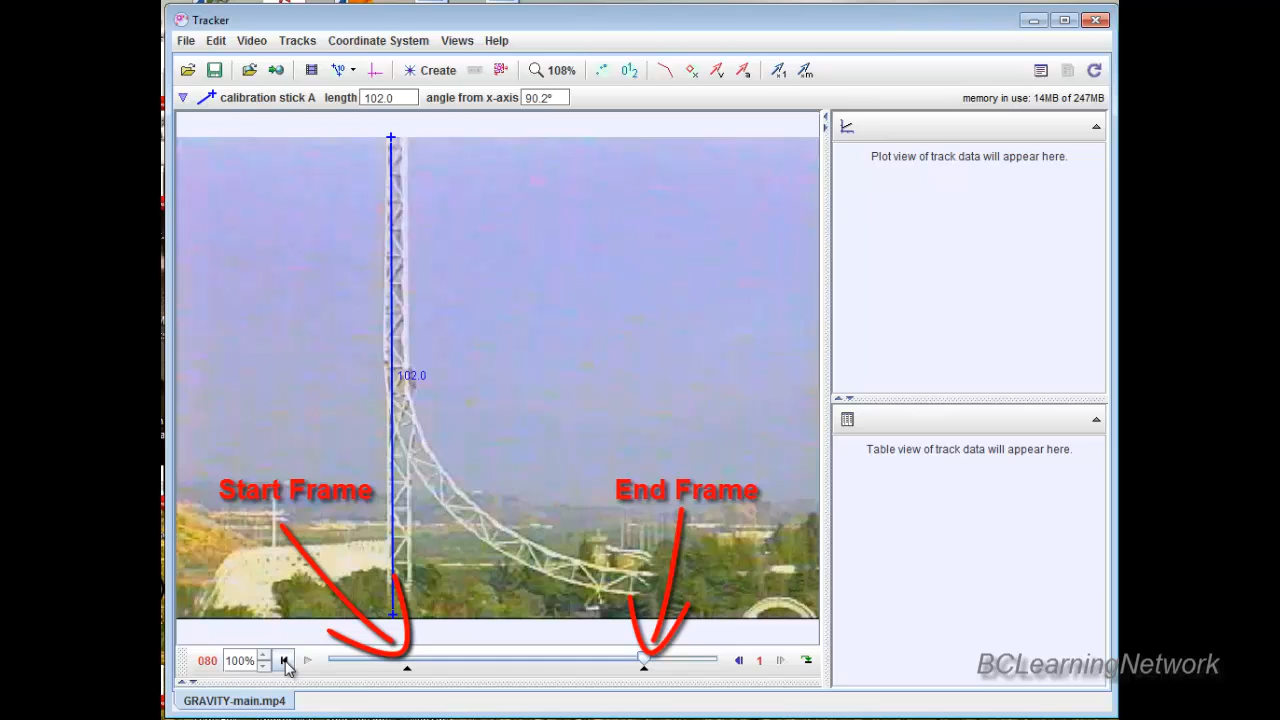 Tracker
File Edit Video Tracks Coordinate System Views Help
Create 108%
calibration stick A length 102.0 angle from x-axis 90.2° memory in use: 14MB of 247MB
Plot view of track data will appear here.
102.0
Table view of track data will appear here.
Start Frame End Frame
080 100% 1
BCLearningNetwork
GRAVITY-main.mp4